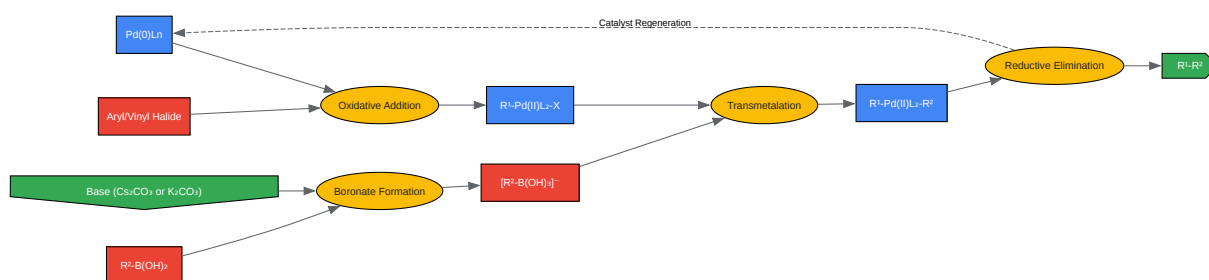 Catalyst Regeneration
Pd(0)Ln
Reductive Elimination
R¹-R²
Aryl/Vinyl Halide
Oxidative Addition
R¹-Pd(II)L₂-X
Transmetalation
R¹-Pd(II)L₂-R²
Base (Cs₂CO₃ or K₂CO₃)
Boronate Formation
[R²-B(OH)₃]⁻
R²-B(OH)₂